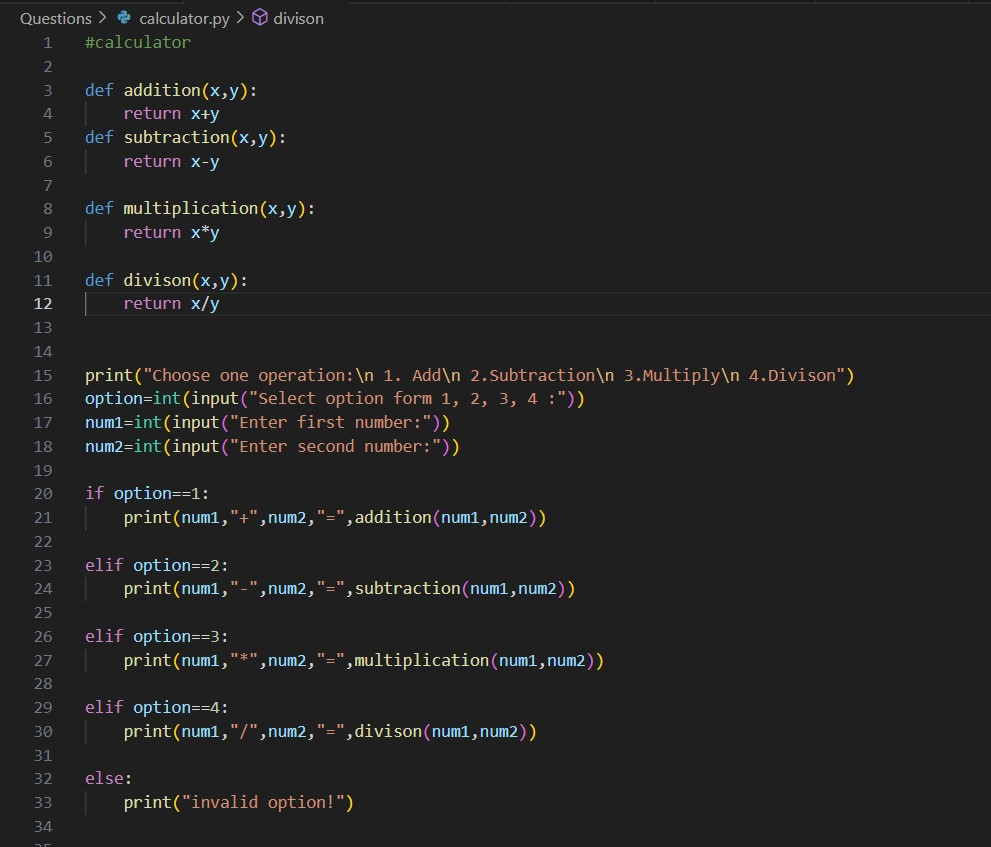 Questions > calculator.py > divison
1 #calculator
2
3 def addition(x,y):
4     return x+y
5 def subtraction(x,y):
6     return x-y
7
8 def multiplication(x,y):
9     return x*y
10
11 def divison(x,y):
12     return x/y
13
14
15 print("Choose one operation:\n 1. Add\n 2.Subtraction\n 3.Multiply\n 4.Divison")
16 option=int(input("Select option form 1, 2, 3, 4 :"))
17 num1=int(input("Enter first number:"))
18 num2=int(input("Enter second number:"))
19
20 if option==1:
21     print(num1,"+",num2,"=",addition(num1,num2))
22
23 elif option==2:
24     print(num1,"-",num2,"=",subtraction(num1,num2))
25
26 elif option==3:
27     print(num1,"*",num2,"=",multiplication(num1,num2))
28
29 elif option==4:
30     print(num1,"/",num2,"=",divison(num1,num2))
31
32 else:
33     print("invalid option!")
34